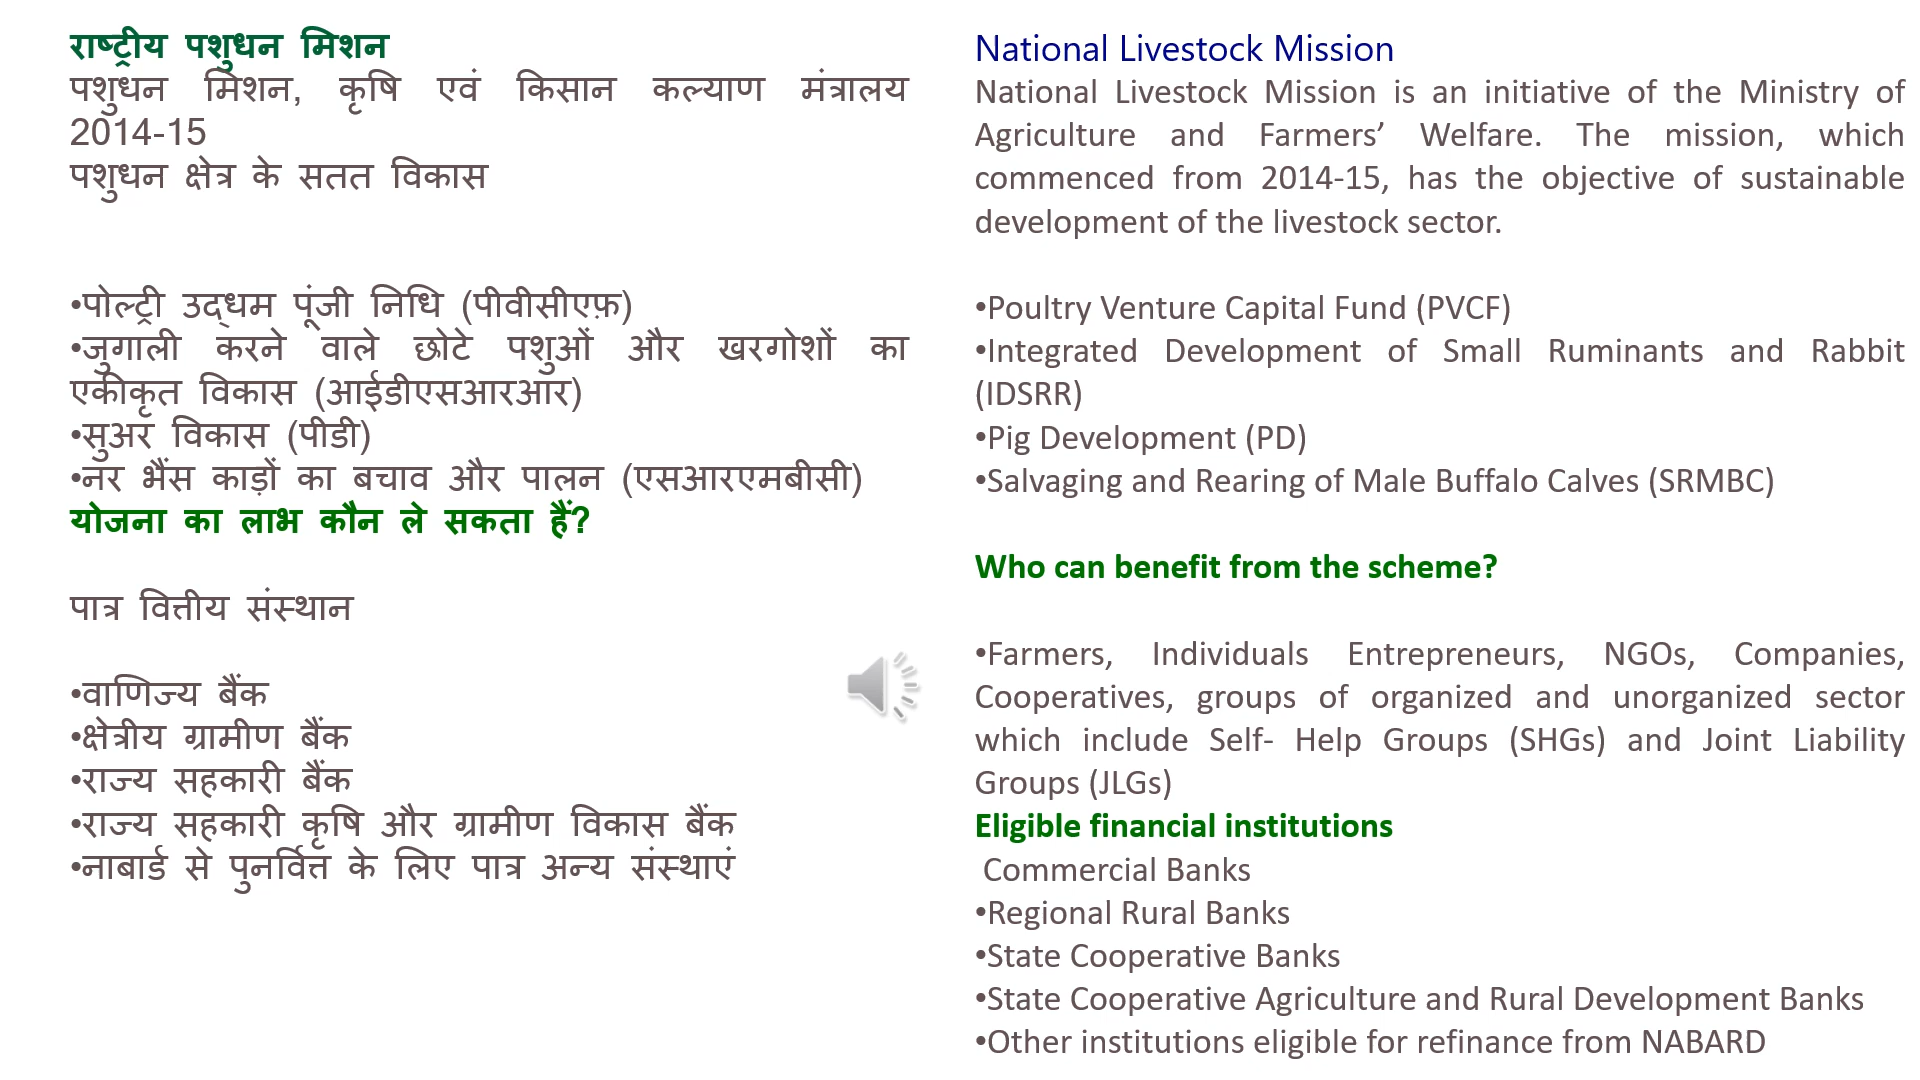 राष्ट्रीय पशुधन मिशन
पशुधन मिशन, कृषि एवं किसान कल्याण मंत्रालय
2014-15
पशुधन क्षेत्र के सतत विकास
•पोल्ट्री उद्धम पूंजी निधि (पीवीसीएफ़)
•जुगाली करने वाले छोटे पशुओं और खरगोशों का
एकीकृत विकास (आईडीएसआरआर)
•सुअर विकास (पीडी)
•नर भैंस काड़ों का बचाव और पालन (एसआरएमबीसी)
योजना का लाभ कौन ले सकता हैं?
पात्र वित्तीय संस्थान
•वाणिज्य बैंक
•क्षेत्रीय ग्रामीण बैंक
•राज्य सहकारी बैंक
•राज्य सहकारी कृषि और ग्रामीण विकास बैंक
•नाबार्ड से पुनर्वित्त के लिए पात्र अन्य संस्थाएं
National Livestock Mission
National Livestock Mission is an initiative of the Ministry of
Agriculture and Farmers’ Welfare. The mission, which
commenced from 2014-15, has the objective of sustainable
development of the livestock sector.
•Poultry Venture Capital Fund (PVCF)
•Integrated Development of Small Ruminants and Rabbit
(IDSRR)
•Pig Development (PD)
•Salvaging and Rearing of Male Buffalo Calves (SRMBC)
Who can benefit from the scheme?
•Farmers, Individuals Entrepreneurs, NGOs, Companies,
Cooperatives, groups of organized and unorganized sector
which include Self- Help Groups (SHGs) and Joint Liability
Groups (JLGs)
Eligible financial institutions
Commercial Banks
•Regional Rural Banks
•State Cooperative Banks
•State Cooperative Agriculture and Rural Development Banks
•Other institutions eligible for refinance from NABARD